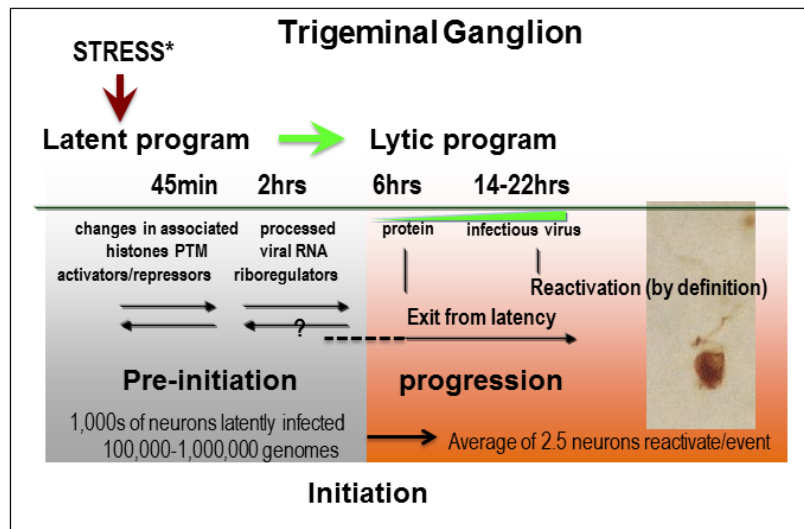 Trigeminal Ganglion
STRESS*
Latent program
Lytic program
45min
2hrs
6hrs
14-22hrs
changes in associated
histones PTM
activators/repressors
processed
viral RNA
riboregulators
protein
infectious virus
Reactivation (by definition)
?
Exit from latency
Pre-initiation
progression
1,000s of neurons latently infected
100,000-1,000,000 genomes
Average of 2.5 neurons reactivate/event
Initiation